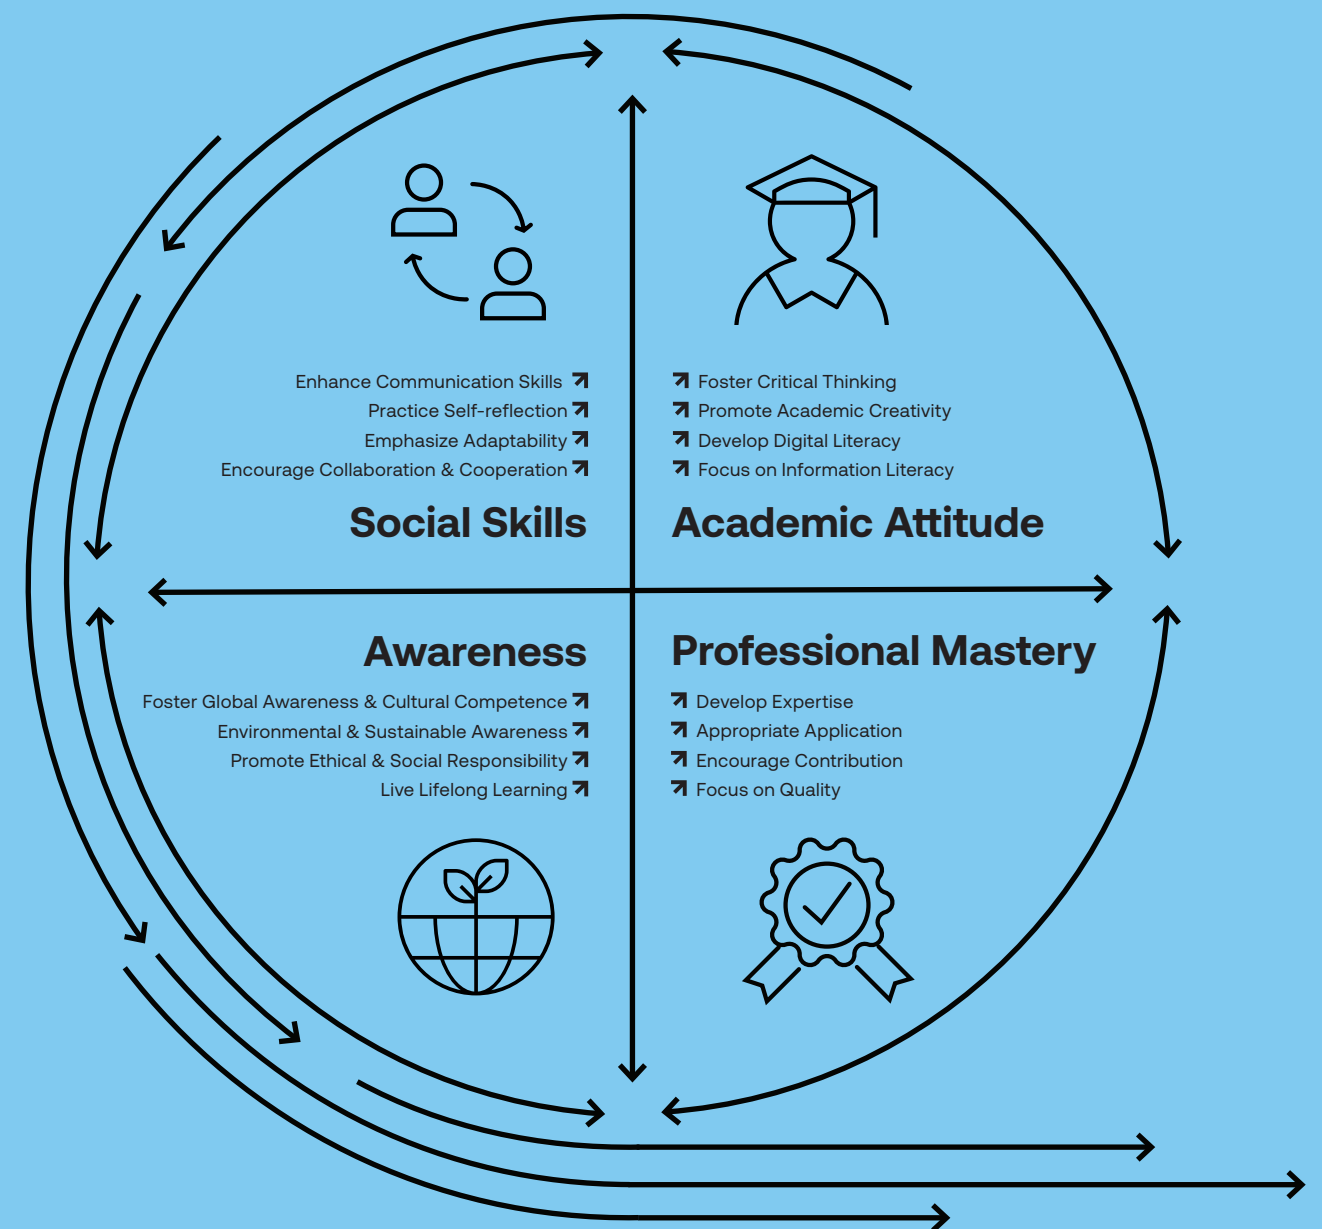 Enhance Communication Skills
Practice Self-reflection
Emphasize Adaptability
Encourage Collaboration & Cooperation
Social Skills
Foster Critical Thinking
Promote Academic Creativity
Develop Digital Literacy
Focus on Information Literacy
Academic Attitude
Awareness
Foster Global Awareness & Cultural Competence
Environmental & Sustainable Awareness
Promote Ethical & Social Responsibility
Live Lifelong Learning
Professional Mastery
Develop Expertise
Appropriate Application
Encourage Contribution
Focus on Quality